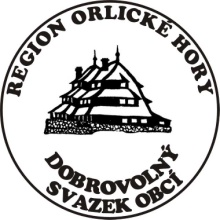 REGION ORLICKÉ HORY
DOBROVOLNÝ
SVAZEK OBCÍ